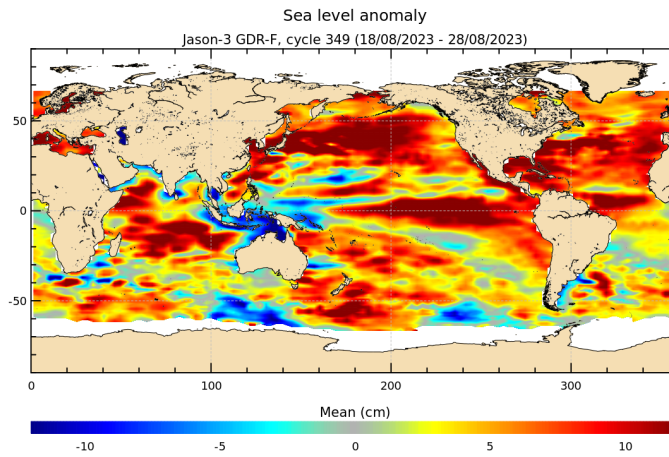 Sea level anomaly
Jason-3 GDR-F, cycle 349 (18/08/2023 - 28/08/2023)
50
0
-50
0 100 200 300
Mean (cm)
-10 -5 0 5 10